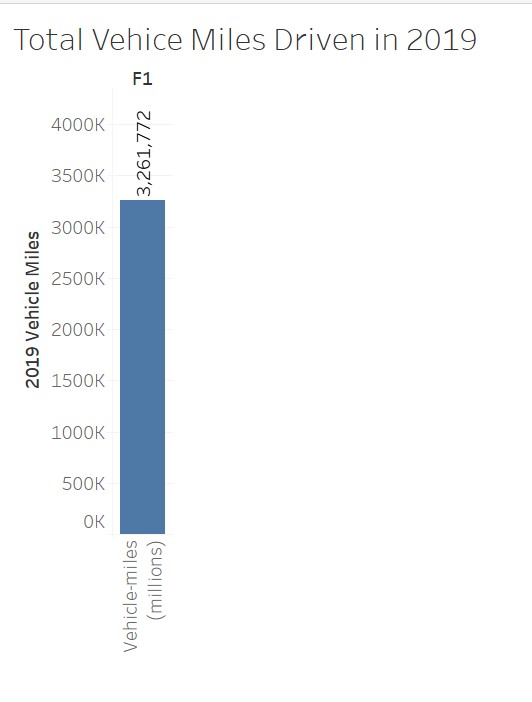 Total Vehice Miles Driven in 2019
F1
3,261,772
4000K
3500K
3000K
2500K
2000K
1500K
1000K
500K
0K
2019 Vehicle Miles
Vehicle-miles
(millions)